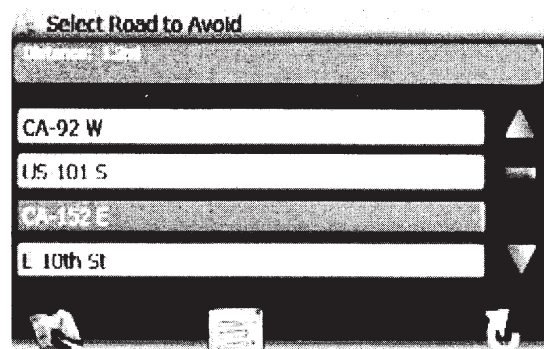 Select Road to Avoid
CA-92 W
US-101 S
CA-152 E
E 10th St